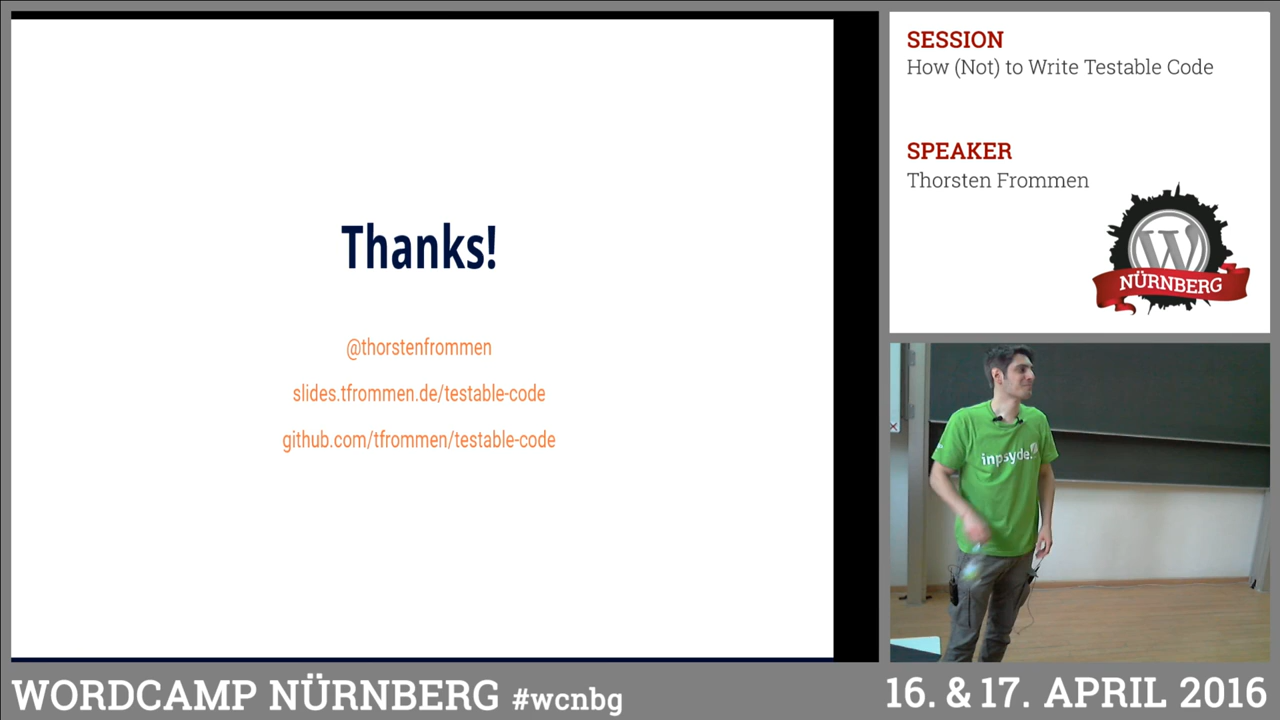 Thanks!
@thorstenfrommen
slides.tfrommen.de/testable-code
github.com/tfrommen/testable-code
SESSION
How (Not) to Write Testable Code
SPEAKER
Thorsten Frommen
W
NÜRNBERG
inpsyde
WORDCAMP NÜRNBERG #wcnbg
16. & 17. APRIL 2016